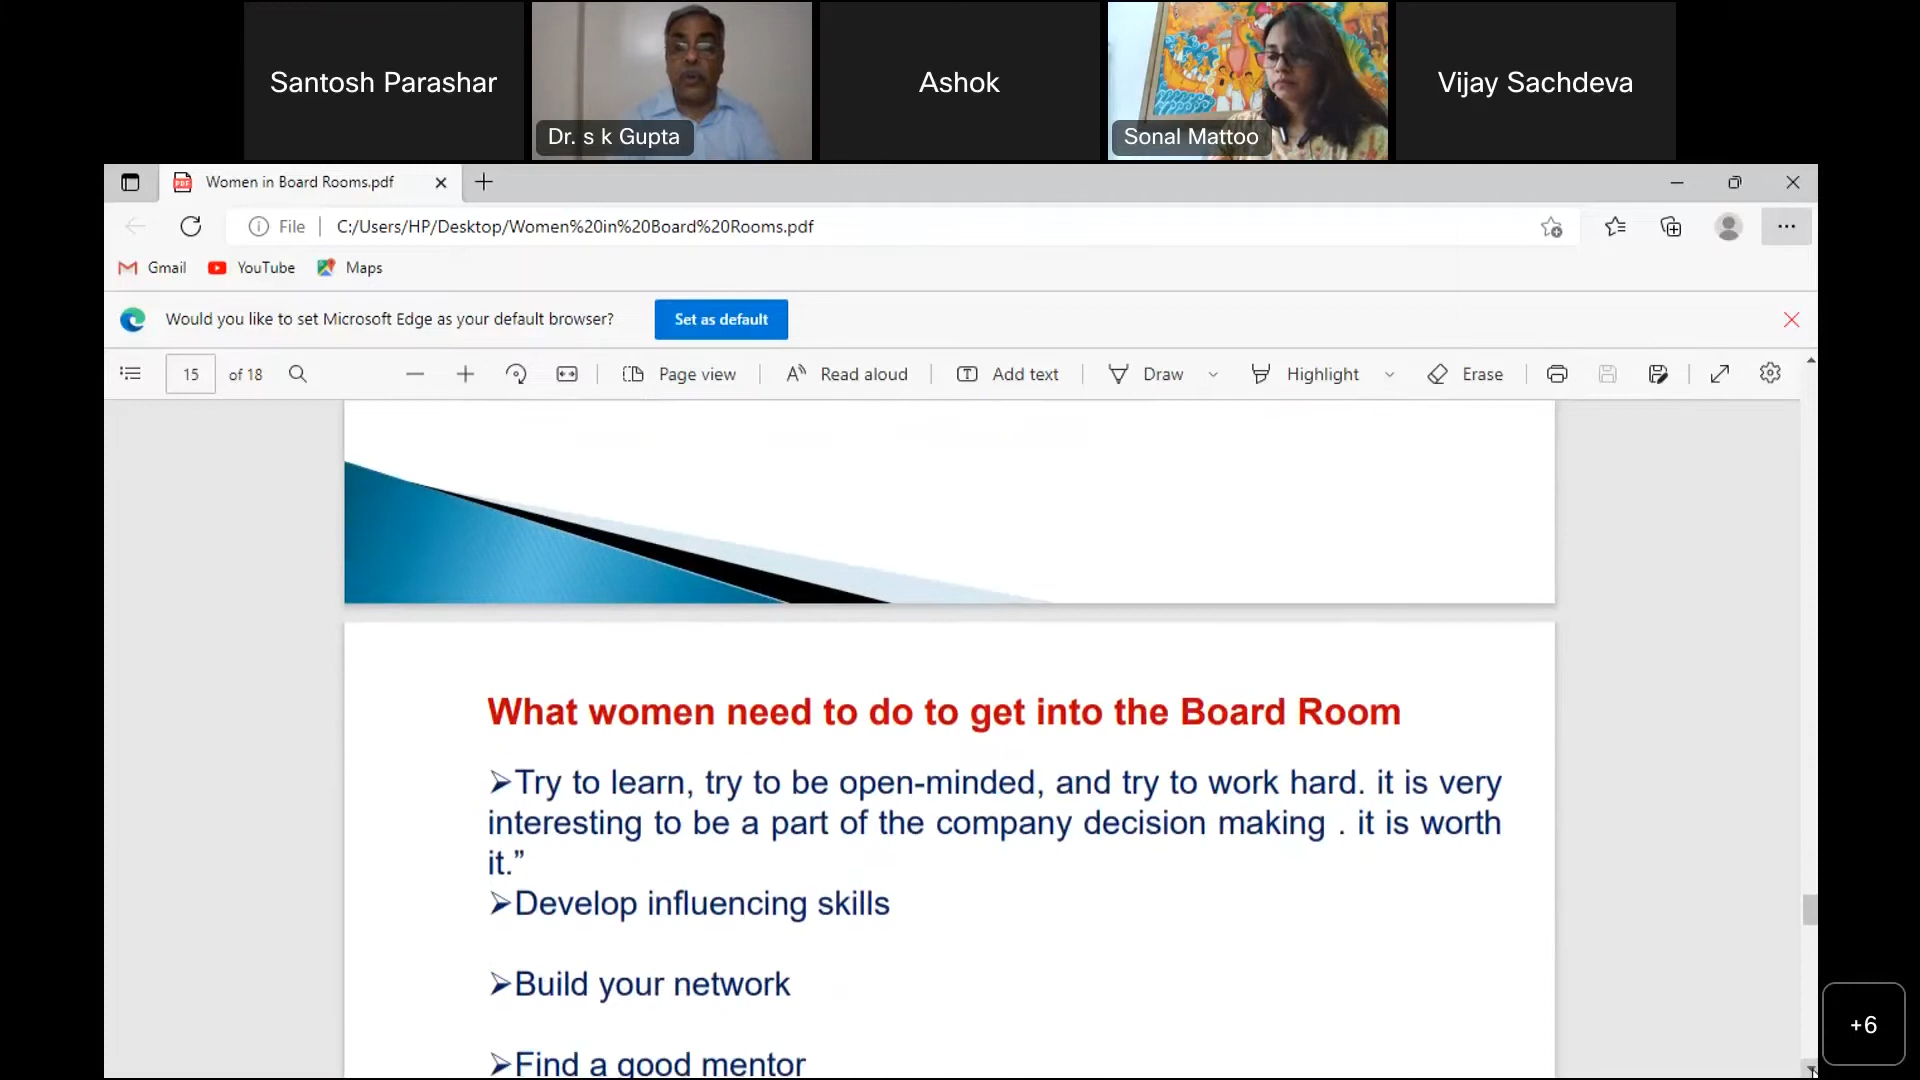 Santosh Parashar
Dr. s k Gupta
Ashok
Sonal Mattoo
Vijay Sachdeva
Women in Board Rooms.pdf
File
C:/Users/HP/Desktop/Women%20in%20Board%20Rooms.pdf
Gmail
YouTube
Maps
Would you like to set Microsoft Edge as your default browser?
Set as default
15 of 18
Page view
Read aloud
Add text
Draw
Highlight
Erase
What women need to do to get into the Board Room
➢Try to learn, try to be open-minded, and try to work hard. it is very
interesting to be a part of the company decision making . it is worth
it.”
➢Develop influencing skills
➢Build your network
➢Find a good mentor
+6